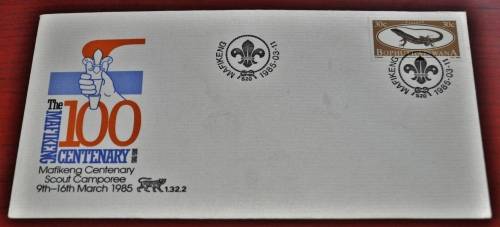 The
MAFIKENG
100
CENTENARY
Mafikeng Centenary
Scout Camporee
9th-16th March 1985
1.32.2
MAFIKENG
1985-03-11
30c 30c
BOPHUTHATSWANA
MAFIKENG
1985-03-11